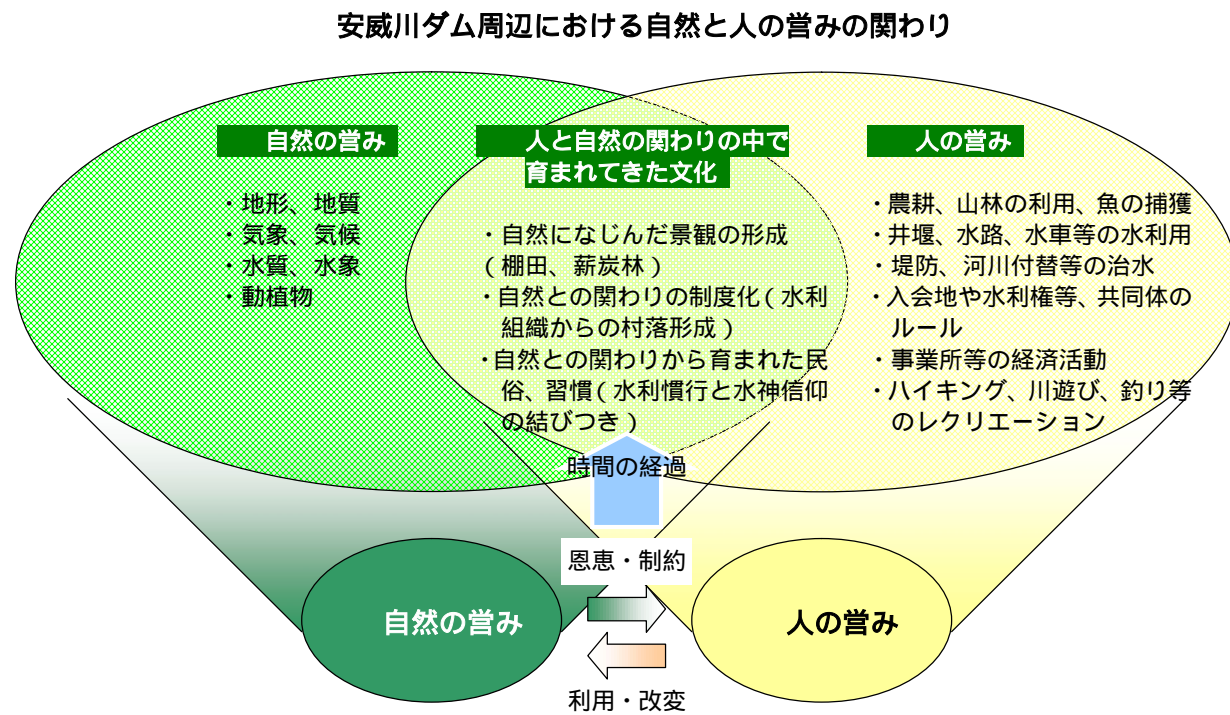 安威川ダム周辺における自然と人の営みの関わり
自然の営み
・地形、地質
・気象、気候
・水質、水象
・動植物
人と自然の関わりの中で
育まれてきた文化
・自然になじんだ景観の形成
（棚田、薪炭林）
・自然との関わりの制度化（水利
組織からの村落形成）
・自然との関わりから育まれた民
俗、習慣（水利慣行と水神信仰
の結びつき）
人の営み
・農耕、山林の利用、魚の捕獲
・井堰、水路、水車等の水利用
・堤防、河川付替等の治水
・入会地や水利権等、共同体の
ルール
・事業所等の経済活動
・ハイキング、川遊び、釣り等
のレクリエーション
時間の経過
恩恵・制約
自然の営み
人の営み
利用・改変